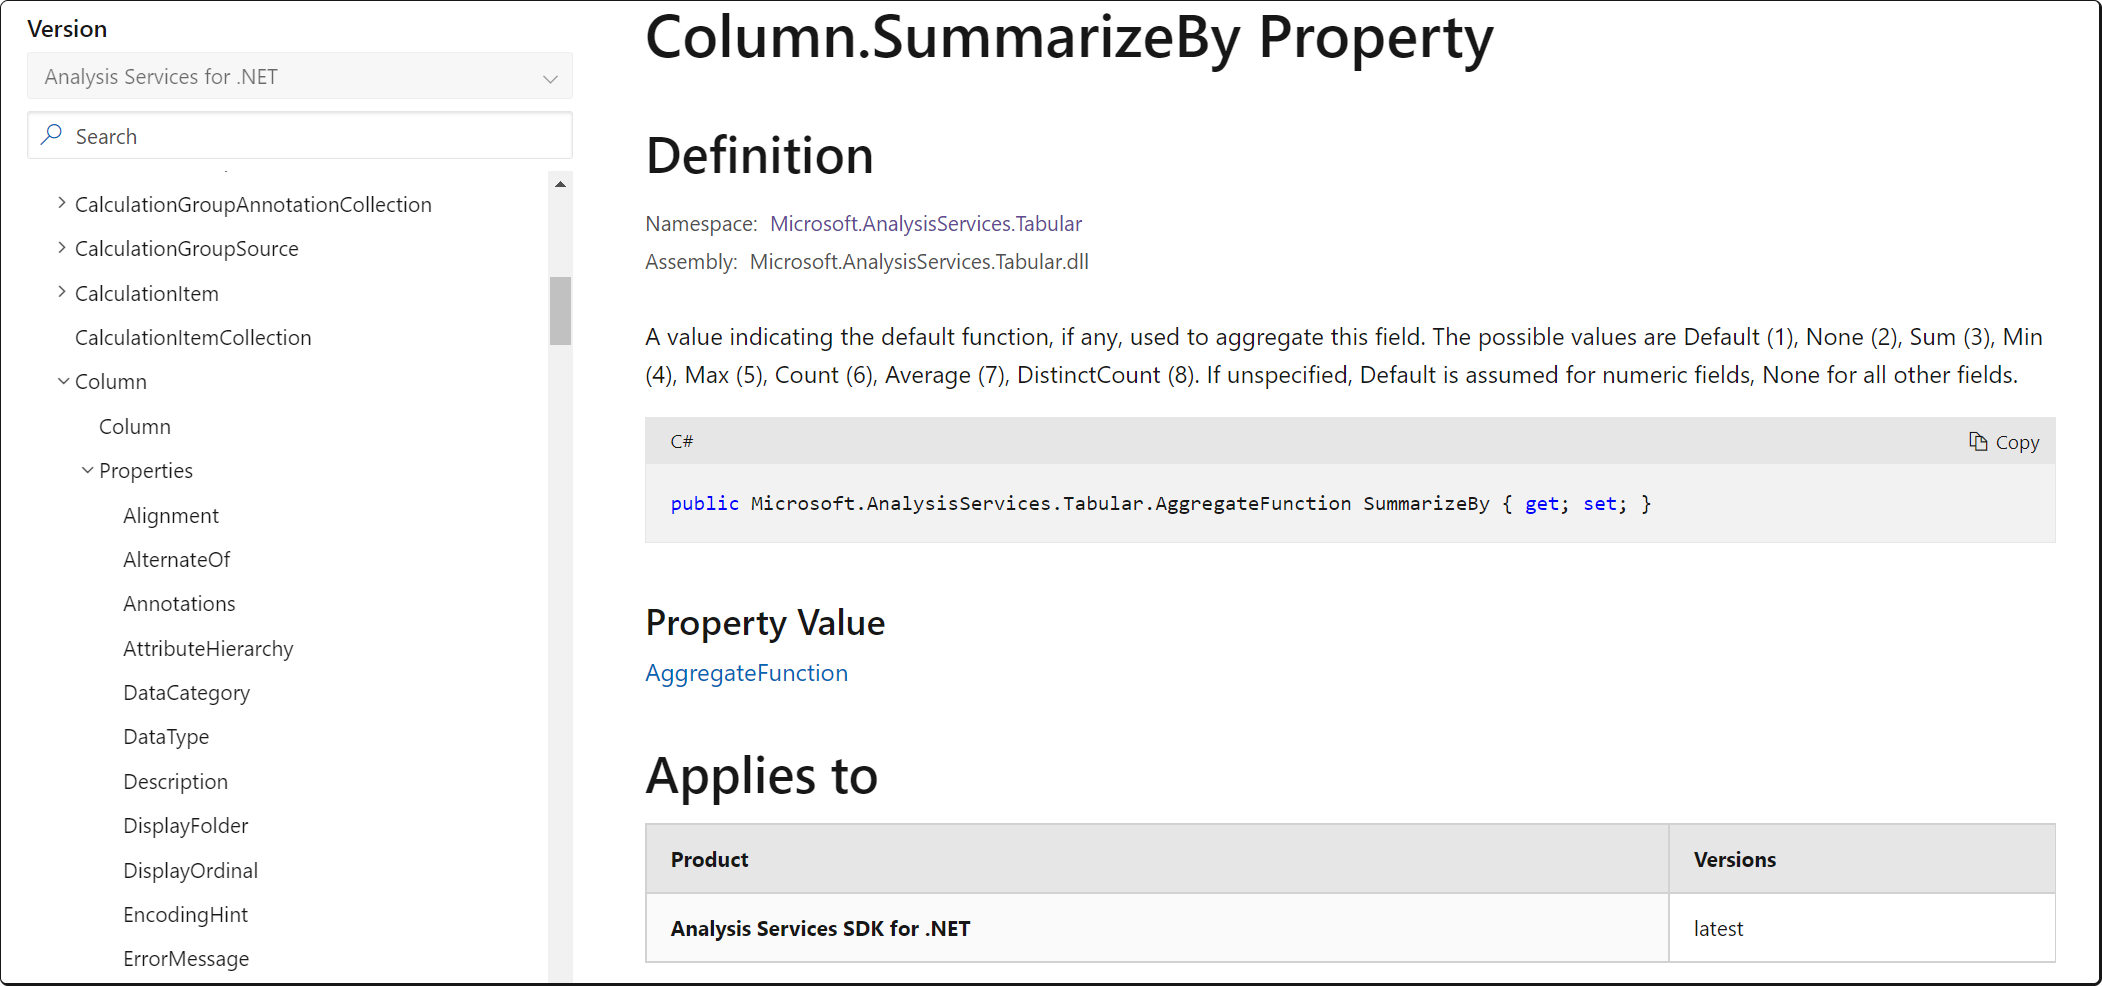 Version
Analysis Services for .NET
Search
CalculationGroupAnnotationCollection
CalculationGroupSource
CalculationItem
CalculationItemCollection
Column
Column
Properties
Alignment
AlternateOf
Annotations
AttributeHierarchy
DataCategory
DataType
Description
DisplayFolder
DisplayOrdinal
EncodingHint
ErrorMessage
Column.SummarizeBy Property
Definition
Namespace: Microsoft.AnalysisServices.Tabular
Assembly: Microsoft.AnalysisServices.Tabular.dll
A value indicating the default function, if any, used to aggregate this field. The possible values are Default (1), None (2), Sum (3), Min
(4), Max (5), Count (6), Average (7), DistinctCount (8). If unspecified, Default is assumed for numeric fields, None for all other fields.
C# Copy
public Microsoft.AnalysisServices.Tabular.AggregateFunction SummarizeBy { get; set; }
Property Value
AggregateFunction
Applies to
Product Versions
Analysis Services SDK for .NET latest